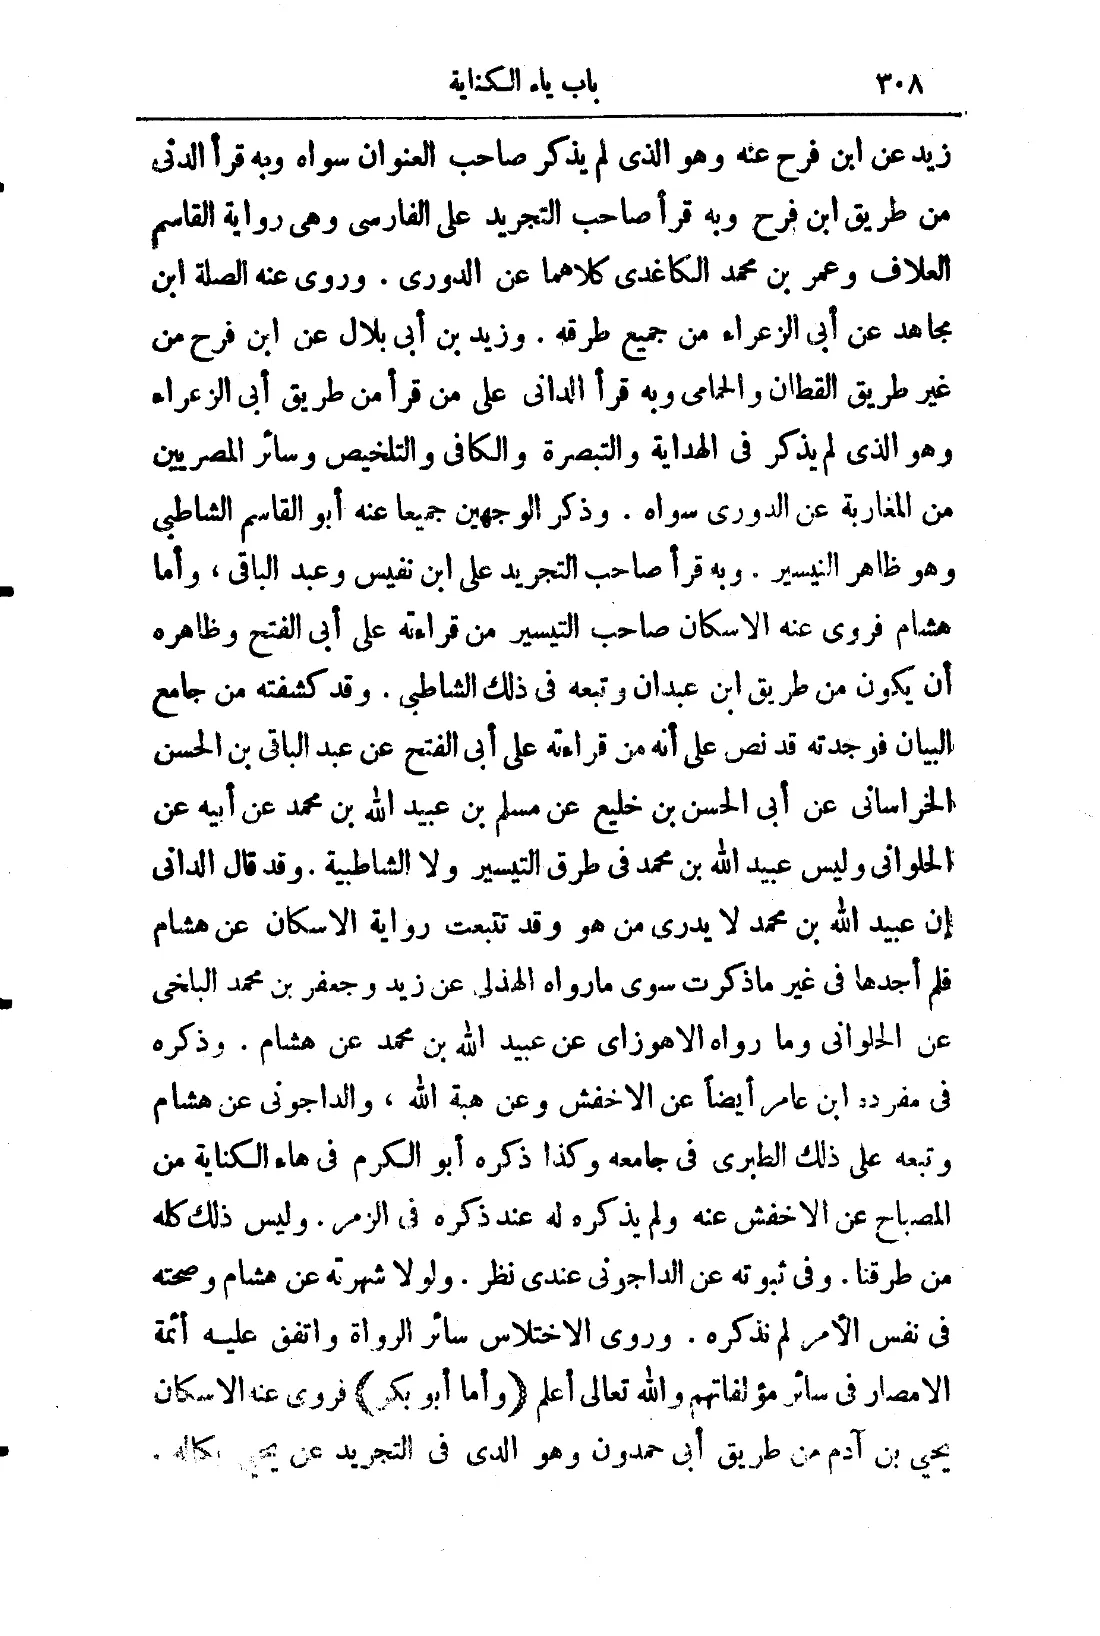 ٣٠٨ باب ياء الكناية
زيد عن ابن فرح عنه وهو الذى لم يذكر صاحب العنوان سواه وبه قرأ الدنى
من طريق ابن فرح وبه قرأ صاحب التجريد على الفارسى وهى رواية القاسم
العلاف وعمر بن محمد الكاغدى كلاهما عن الدورى . وروى عنه الصلة ابن
مجاهد عن أبى الزعراء من جميع طرقه . وزيد بن أبى بلال عن ابن فرح من
غير طريق القطان والحمامى وبه قرأ الدانى على من قرأ من طريق أبى الزعراء
وهو الذى لم يذكر فى الهداية والتبصرة والكافى والتلخيص وسائر المصريين
من المغاربة عن الدورى سواه . وذكر الوجهين جميعا عنه أبو القاسم الشاطبي
وهو ظاهر التيسير . وبه قرأ صاحب التجريد على ابن نفيس وعبد الباقى ، وأما
هشام فروى عنه الاسكان صاحب التيسير من قراءته على أبى الفتح وظاهره
أن يكون من طريق ابن عبدان وتبعه فى ذلك الشاطبي . وقد كشفته من جامع
البيان فوجدته قد نص على أنه من قراءته على أبى الفتح عن عبد الباقى بن الحسن
الخراسانى عن أبى الحسن بن خليع عن مسلم بن عبيد الله بن محمد عن أبيه عن
الحلوانى وليس عبيد الله بن محمد فى طرق التيسير ولا الشاطبية . وقد قال الدانى
إن عبيد الله بن محمد لا يدرى من هو وقد تتبعت رواية الاسكان عن هشام
فلم أجدها فى غير ماذكرت سوى مارواه الهذلى عن زيد وجعفر بن محمد البلخى
عن الحلوانى وما رواه الاهوازى عن عبيد الله بن محمد عن هشام . وذكره
فى مفردة ابن عامر أيضاً عن الاخفش وعن هبة الله ، والداجونى عن هشام
وتبعه على ذلك الطبرى فى جامعه وكذا ذكره أبو الكرم فى هاء الكناية من
المصباح عن الاخفش عنه ولم يذكره له عند ذكره فى الزمر . وليس ذلك كله
من طرقنا . وفى ثبوته عن الداجونى عندى نظر . ولولا شهرته عن هشام وصحته
فى نفس الأمر لم نذكره . وروى الاختلاس سائر الرواة واتفق عليه أئمة
الامصار فى سائر مؤلفاتهم والله تعالى أعلم (وأما أبو بكر) فروى عنه الاسكان
يحيى بن آدم من طريق أبى حمدون وهو الذى فى التجريد عن يحيى بكاله .